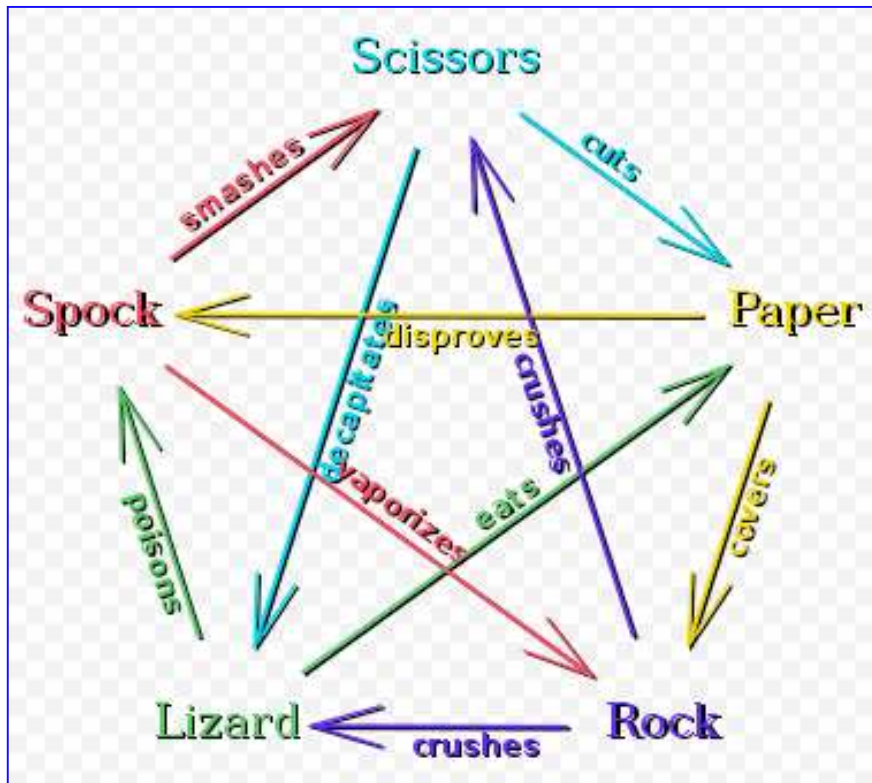 Scissors
smashes
cuts
Spock
Paper
disproves
decapitates
crushes
vaporizes
eats
poisons
covers
Lizard
Rock
crushes